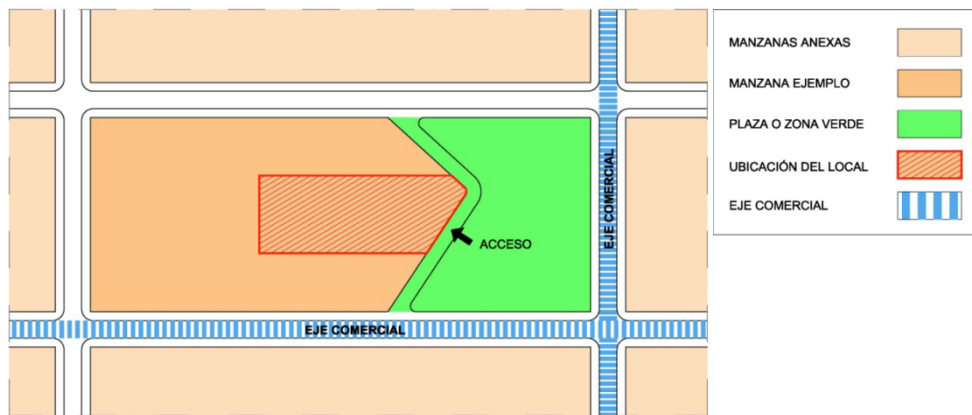 MANZANAS ANEXAS
MANZANA EJEMPLO
PLAZA O ZONA VERDE
UBICACIÓN DEL LOCAL
EJE COMERCIAL
EJE COMERCIAL
ACCESO
EJE COMERCIAL